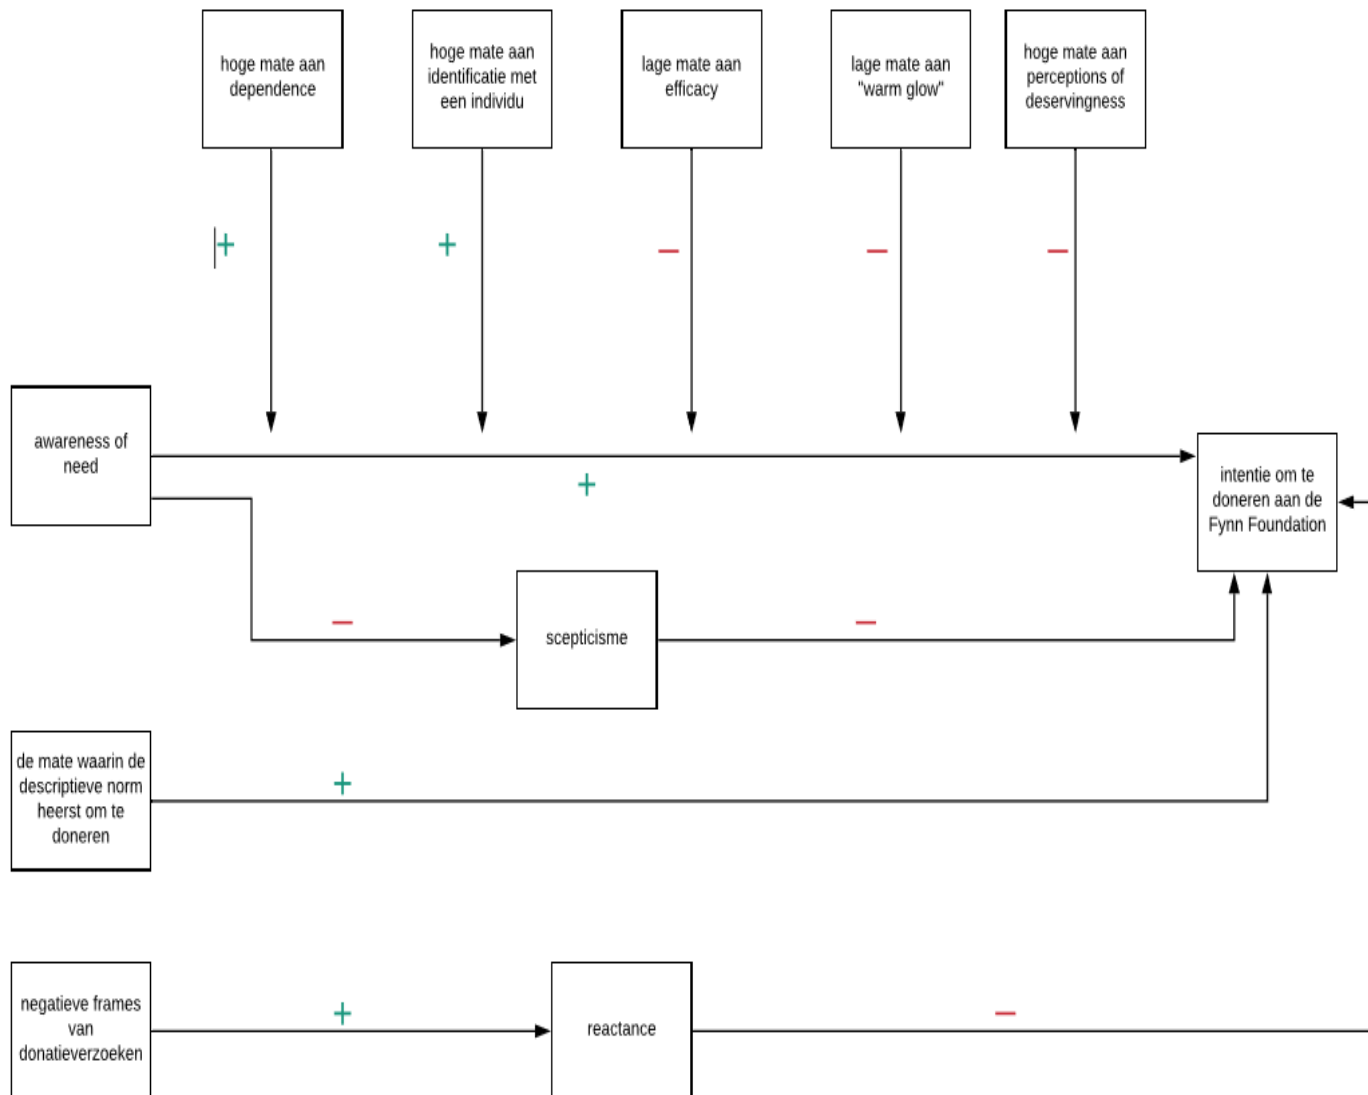 hoge mate aan
dependence
hoge mate aan
identificatie met
een individu
lage mate aan
efficacy
lage mate aan
"warm glow"
hoge mate aan
perceptions of
deservingness
+
+
−
−
−
awareness of
need
+
intentie om te
doneren aan de
Fynn Foundation
−
scepticisme
−
de mate waarin de
descriptieve norm
heerst om te
doneren
+
negatieve frames
van
donatieverzoeken
+
reactance
−